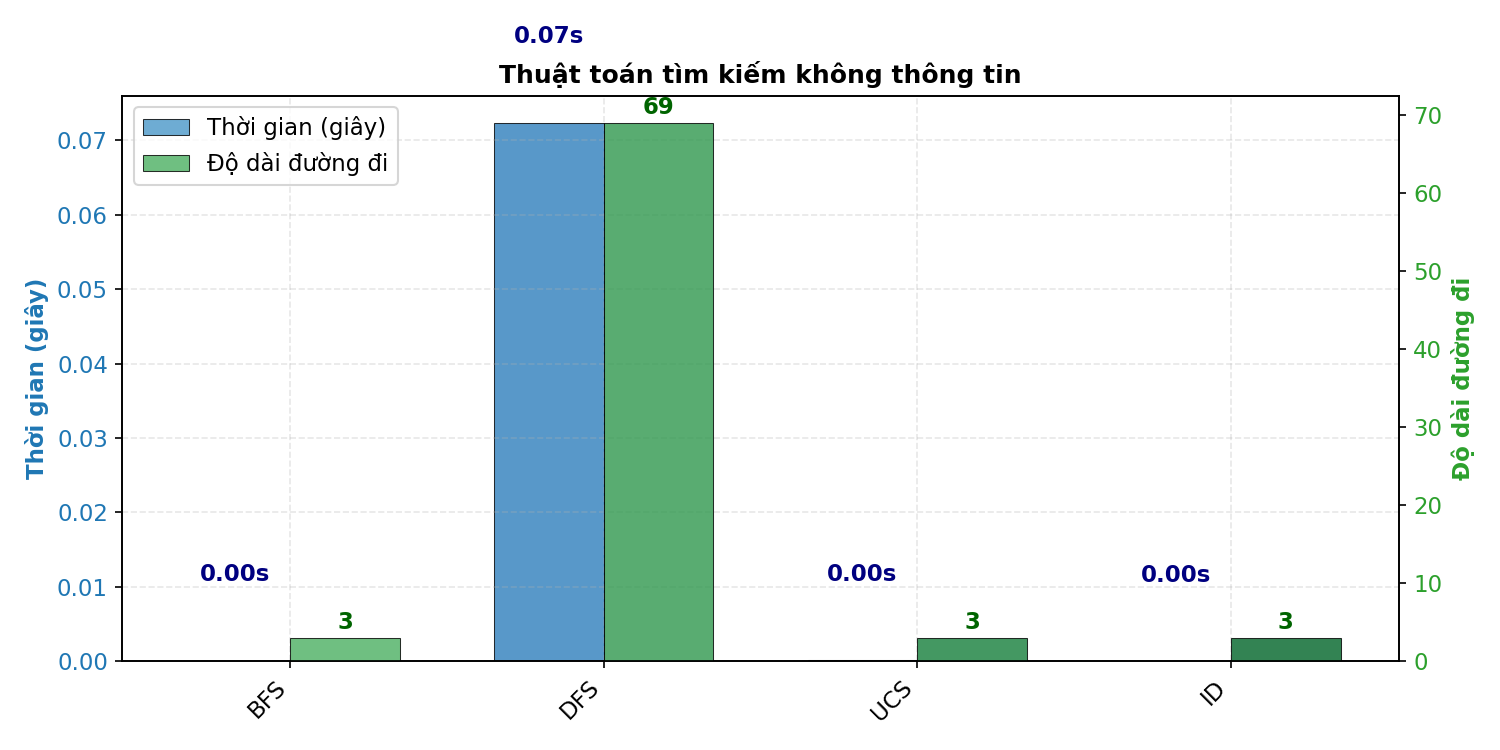 0.07s
Thuật toán tìm kiếm không thông tin
Thời gian (giây)
Độ dài đường đi
69
0.00s
3
0.00s
3
0.00s
3
Thời gian (giây)
0.07
0.06
0.05
0.04
0.03
0.02
0.01
0.00
Độ dài đường đi
70
60
50
40
30
20
10
0
BFS
DFS
UCS
ID